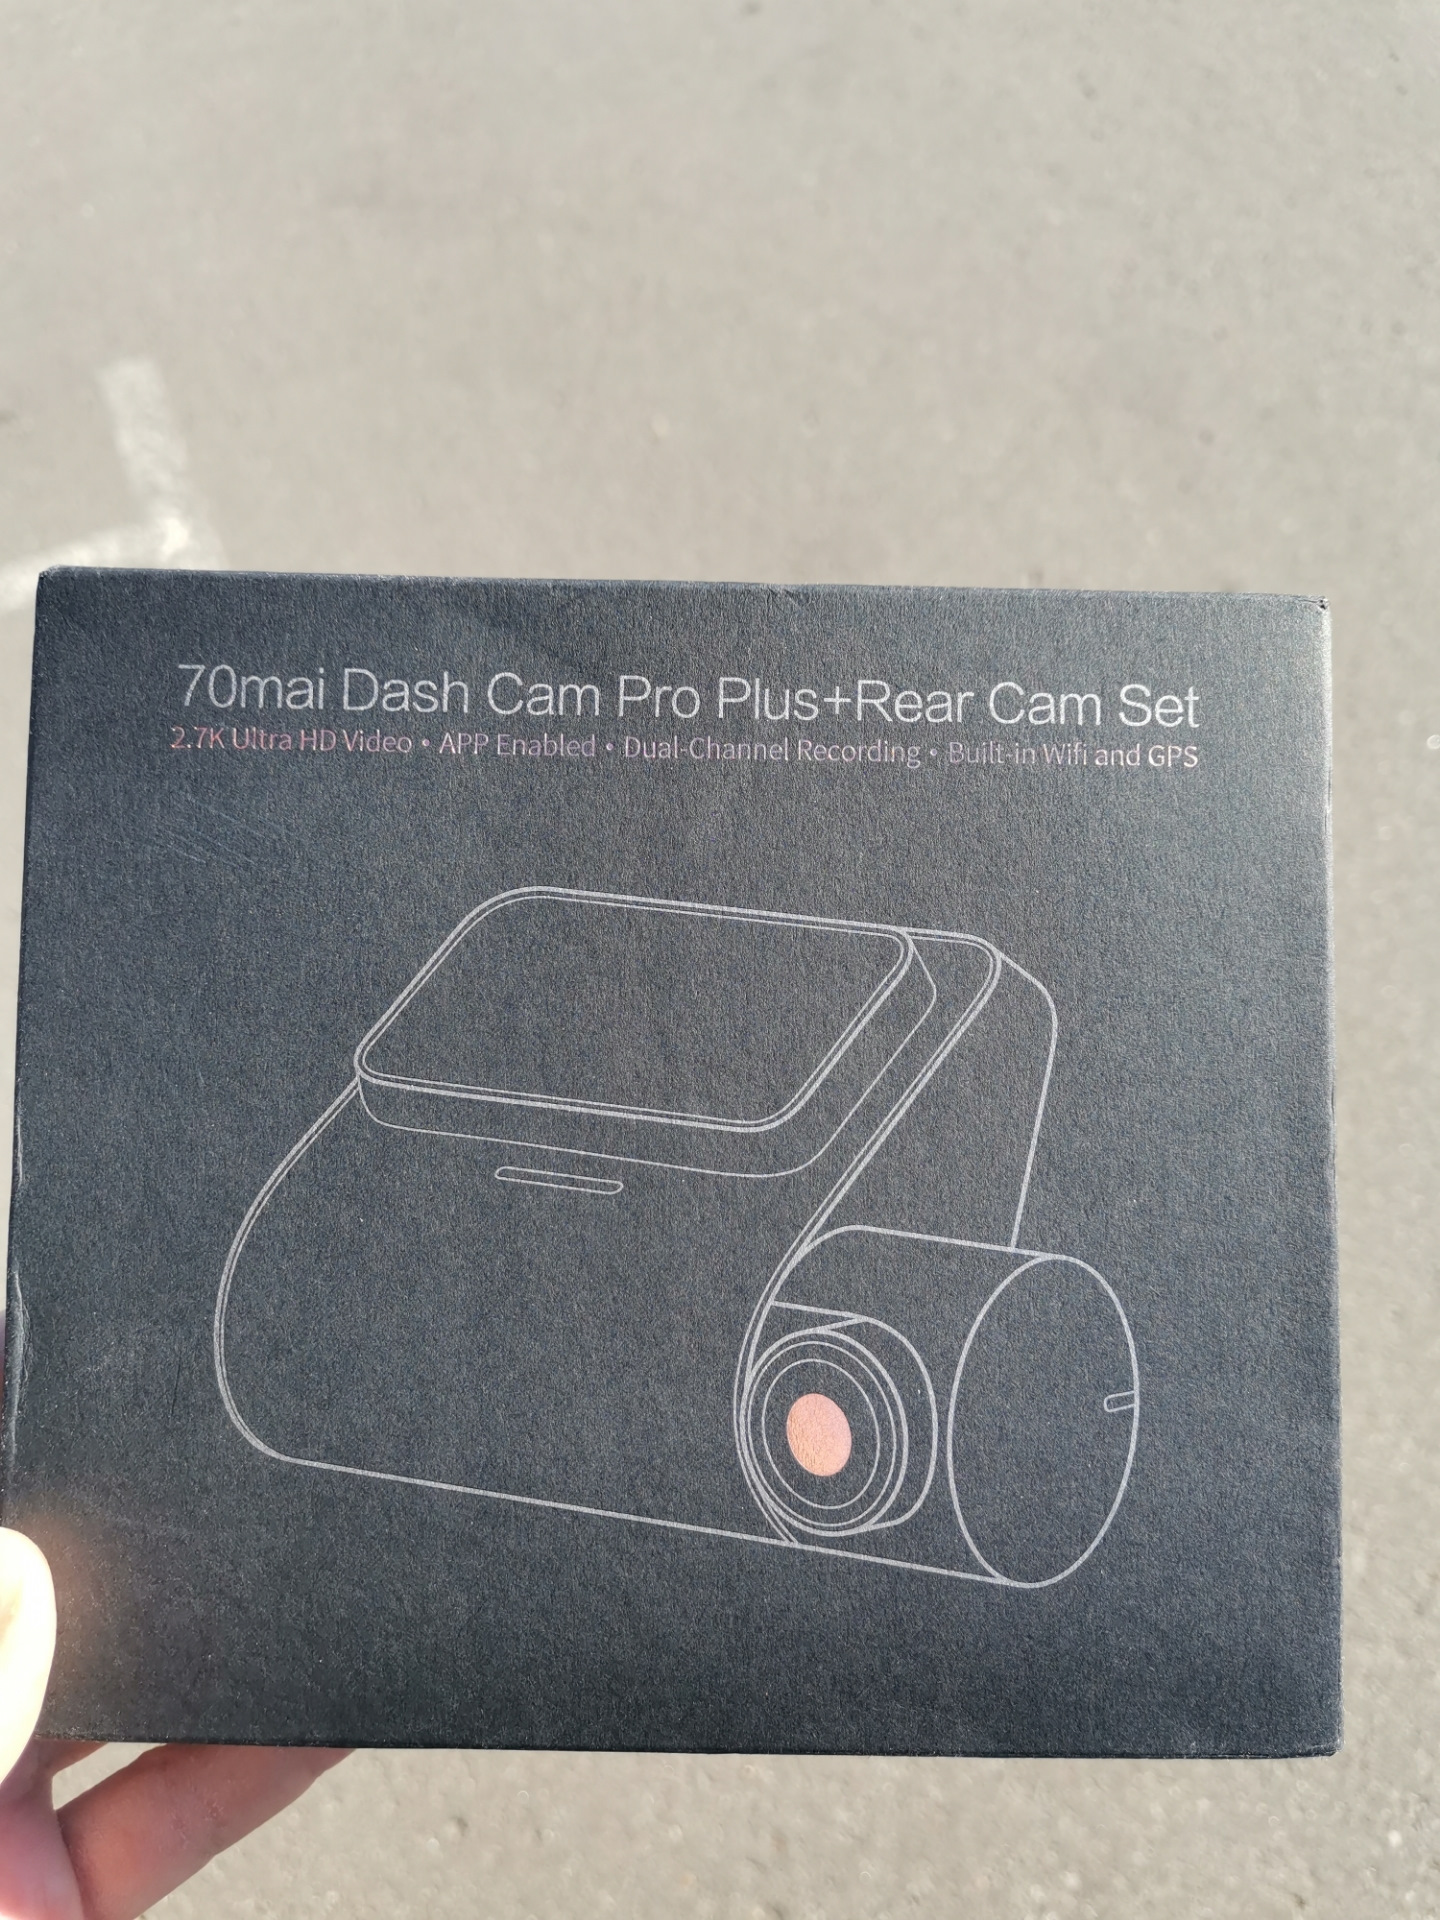 70mai Dash Cam Pro Plus+Rear Cam Set
2.7K Ultra HD Video • APP Enabled • Dual-Channel Recording • Built-in Wifi and GPS